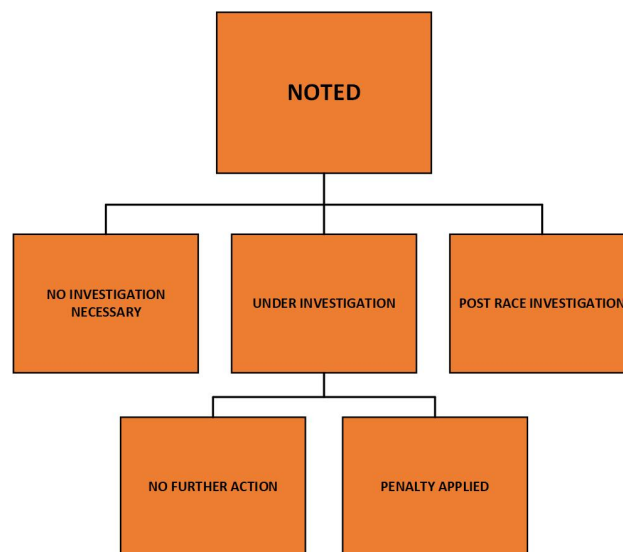 NOTED
NO INVESTIGATION
NECESSARY
UNDER INVESTIGATION
POST RACE INVESTIGATION
NO FURTHER ACTION
PENALTY APPLIED